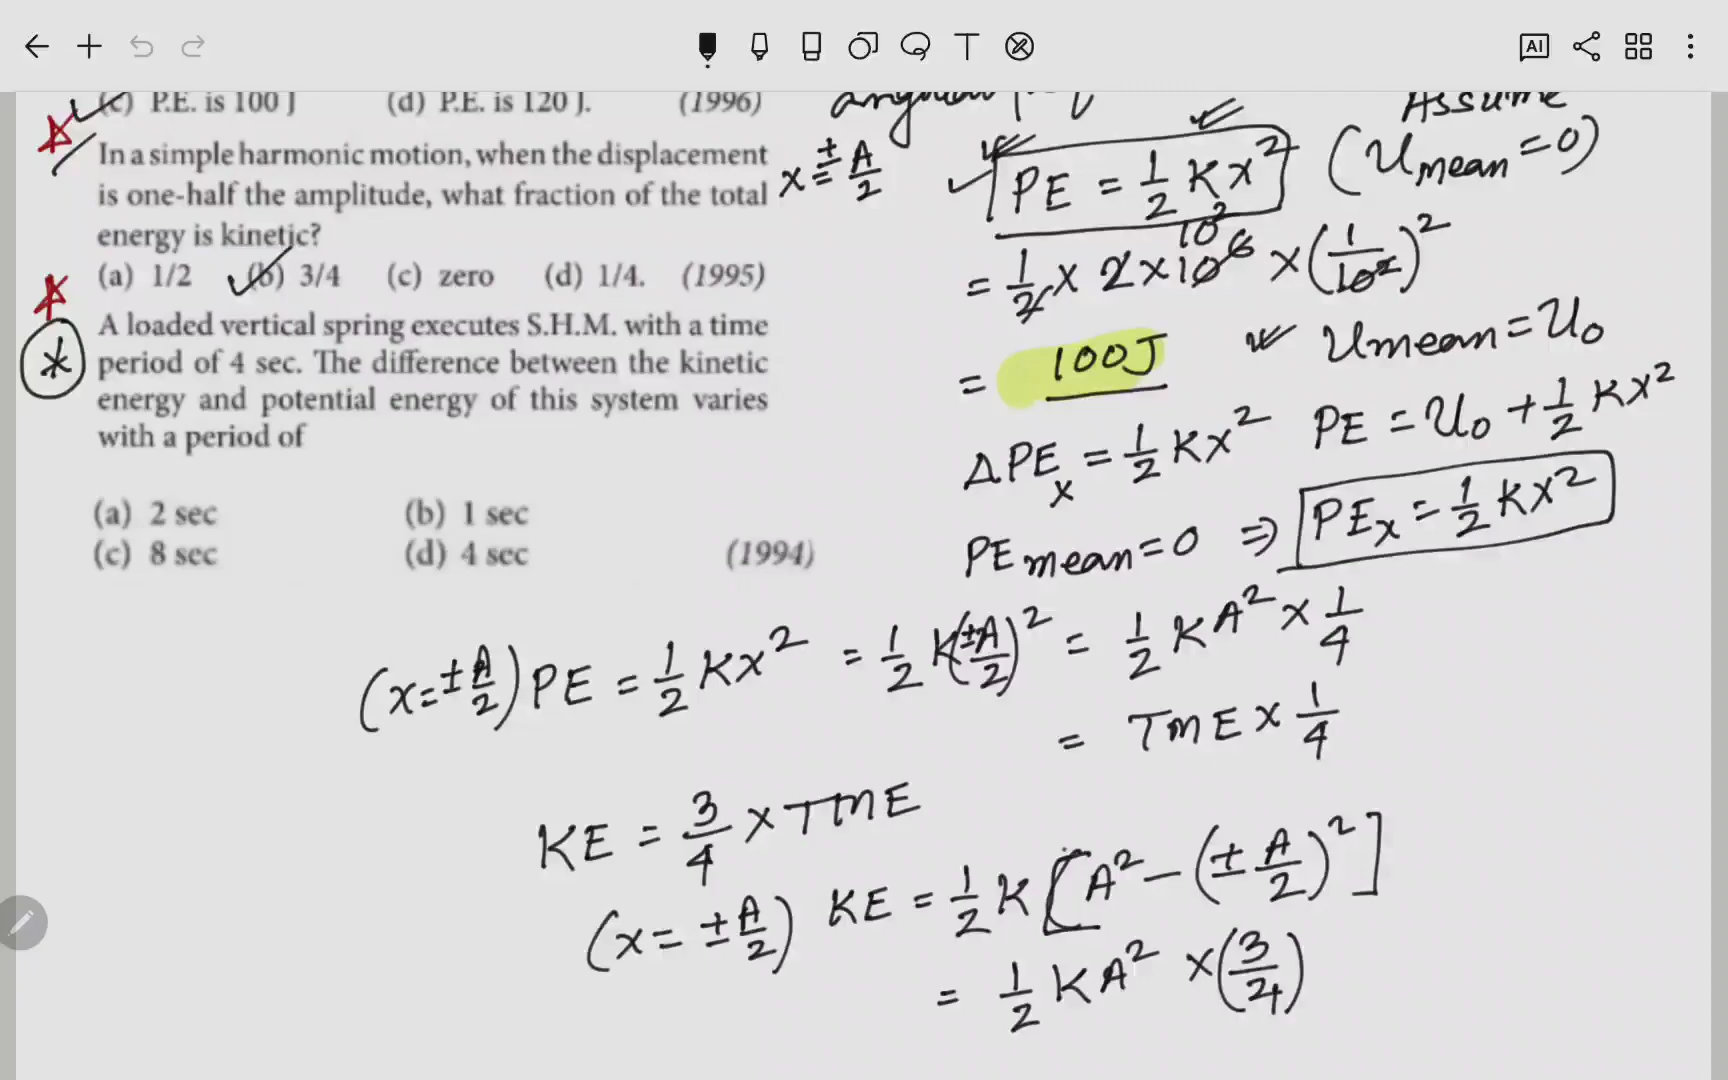 (c) P.E. is 100 J (d) P.E. is 120 J. (1996)
In a simple harmonic motion, when the displacement
is one-half the amplitude, what fraction of the total
energy is kinetic?
(a) 1/2 (b) 3/4 (c) zero (d) 1/4. (1995)
A loaded vertical spring executes S.H.M. with a time
period of 4 sec. The difference between the kinetic
energy and potential energy of this system varies
with a period of
(a) 2 sec (b) 1 sec
(c) 8 sec (d) 4 sec (1994)
x = ± A/2
angular
Assume
PE = 1/2 Kx² (Umean = 0)
= 1/2 × 2 × 10⁶ × (1/10²)²
10²
= 100J
Umean = U₀
ΔPEx = 1/2 Kx² PE = U₀ + 1/2 Kx²
PEmean = 0 ⇒ PEx = 1/2 Kx²
(x = ± A/2) PE = 1/2 Kx² = 1/2 K(± A/2)² = 1/2 KA² × 1/4
= TME × 1/4
KE = 3/4 × TME
(x = ± A/2) KE = 1/2 K[A² − (± A/2)²]
= 1/2 KA² × (3/4)
AI
T